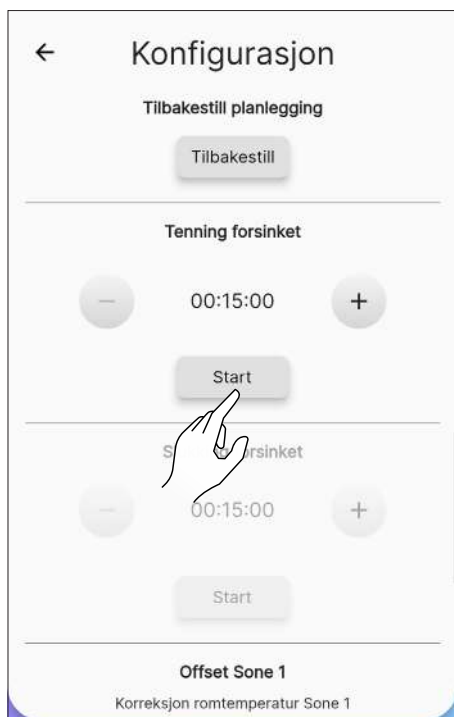 ← Konfigurasjon
Tilbakestill planlegging
Tilbakestill
Tenning forsinket
− 00:15:00 +
Start
forsinket
− 00:15:00 +
Start
Offset Sone 1
Korreksjon romtemperatur Sone 1